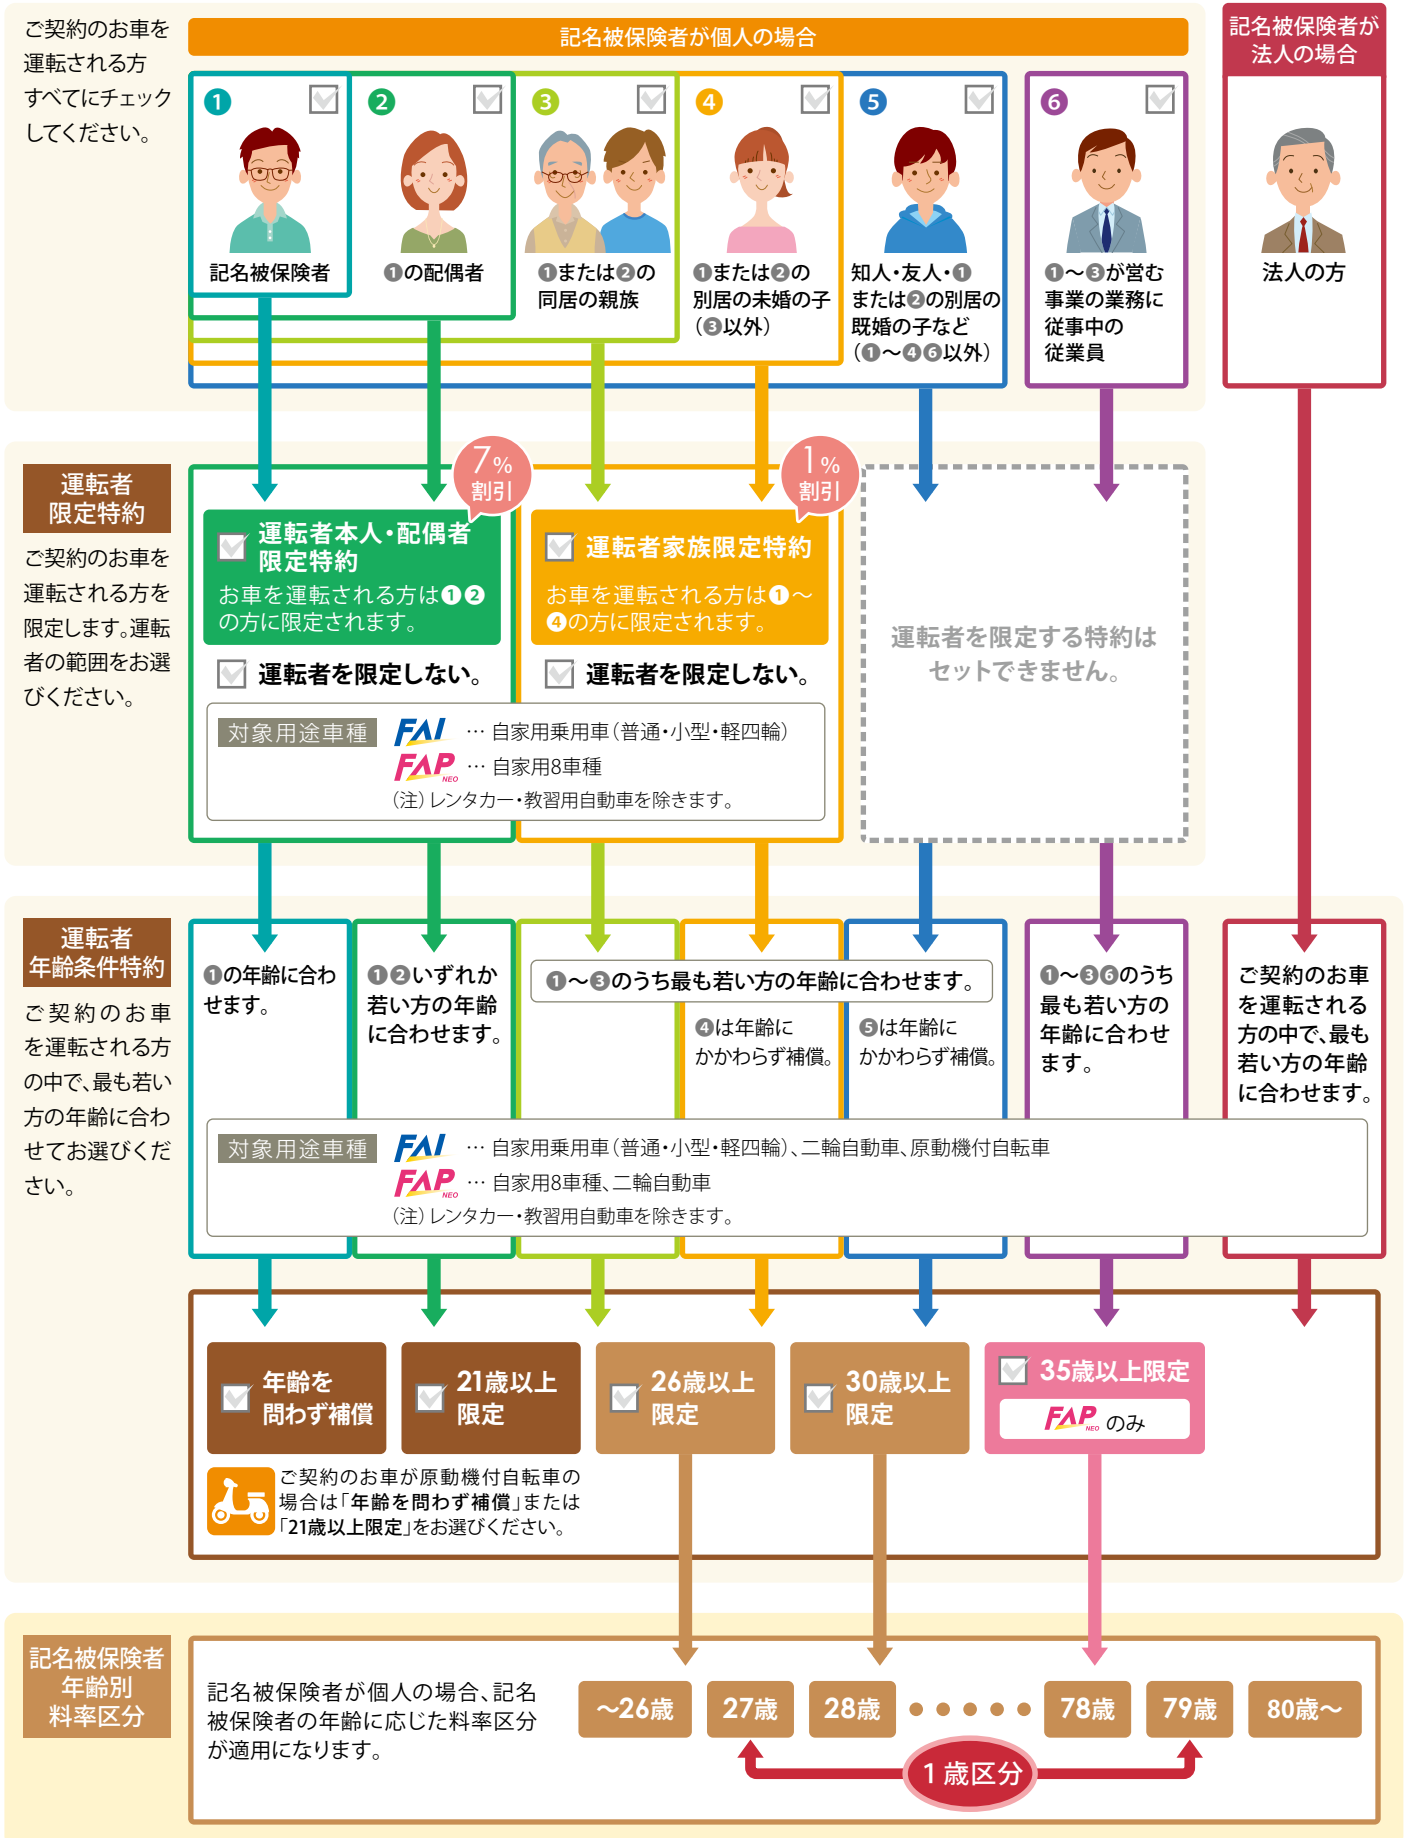 ご契約のお車を
運転される方
すべてにチェック
してください。
記名被保険者が個人の場合
記名被保険者が
法人の場合
❶
記名被保険者
❷
❶の配偶者
❸
❶または❷の
同居の親族
❹
❶または❷の
別居の未婚の子
（❸以外）
❺
知人・友人・❶
または❷の別居の
既婚の子など
（❶〜❹❻以外）
❻
❶〜❸が営む
事業の業務に
従事中の
従業員
法人の方
運転者
限定特約
ご契約のお車を
運転される方を
限定します。運転
者の範囲をお選
びください。
7%
割引
運転者本人・配偶者
限定特約
お車を運転される方は❶❷
の方に限定されます。
運転者を限定しない。
1%
割引
運転者家族限定特約
お車を運転される方は❶〜
❹の方に限定されます。
運転者を限定しない。
対象用途車種
FAI … 自家用乗用車（普通・小型・軽四輪）
FAP NEO … 自家用8車種
（注）レンタカー・教習用自動車を除きます。
運転者を限定する特約は
セットできません。
運転者
年齢条件特約
ご契約のお車
を運転される方
の中で、最も若い
方の年齢に合わ
せてお選びくだ
さい。
❶の年齢に合わ
せます。
❶❷いずれか
若い方の年齢
に合わせます。
❶〜❸のうち最も若い方の年齢に合わせます。
❹は年齢に
かかわらず補償。
❺は年齢に
かかわらず補償。
❶〜❸❻のうち
最も若い方の
年齢に合わせ
ます。
ご契約のお車
を運転される
方の中で、最も
若い方の年齢
に合わせます。
対象用途車種
FAI … 自家用乗用車（普通・小型・軽四輪）、二輪自動車、原動機付自転車
FAP NEO … 自家用8車種、二輪自動車
（注）レンタカー・教習用自動車を除きます。
年齢を
問わず補償
21歳以上
限定
26歳以上
限定
30歳以上
限定
35歳以上限定
FAP NEO のみ
ご契約のお車が原動機付自転車の
場合は「年齢を問わず補償」または
「21歳以上限定」をお選びください。
記名被保険者
年齢別
料率区分
記名被保険者が個人の場合、記名
被保険者の年齢に応じた料率区分
が適用になります。
〜26歳
27歳
28歳
●●●●●
78歳
79歳
80歳〜
1歳区分